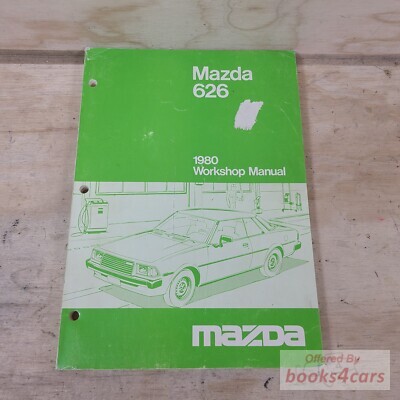 Mazda
626
1980
Workshop Manual
mazda
Offered By
books4cars